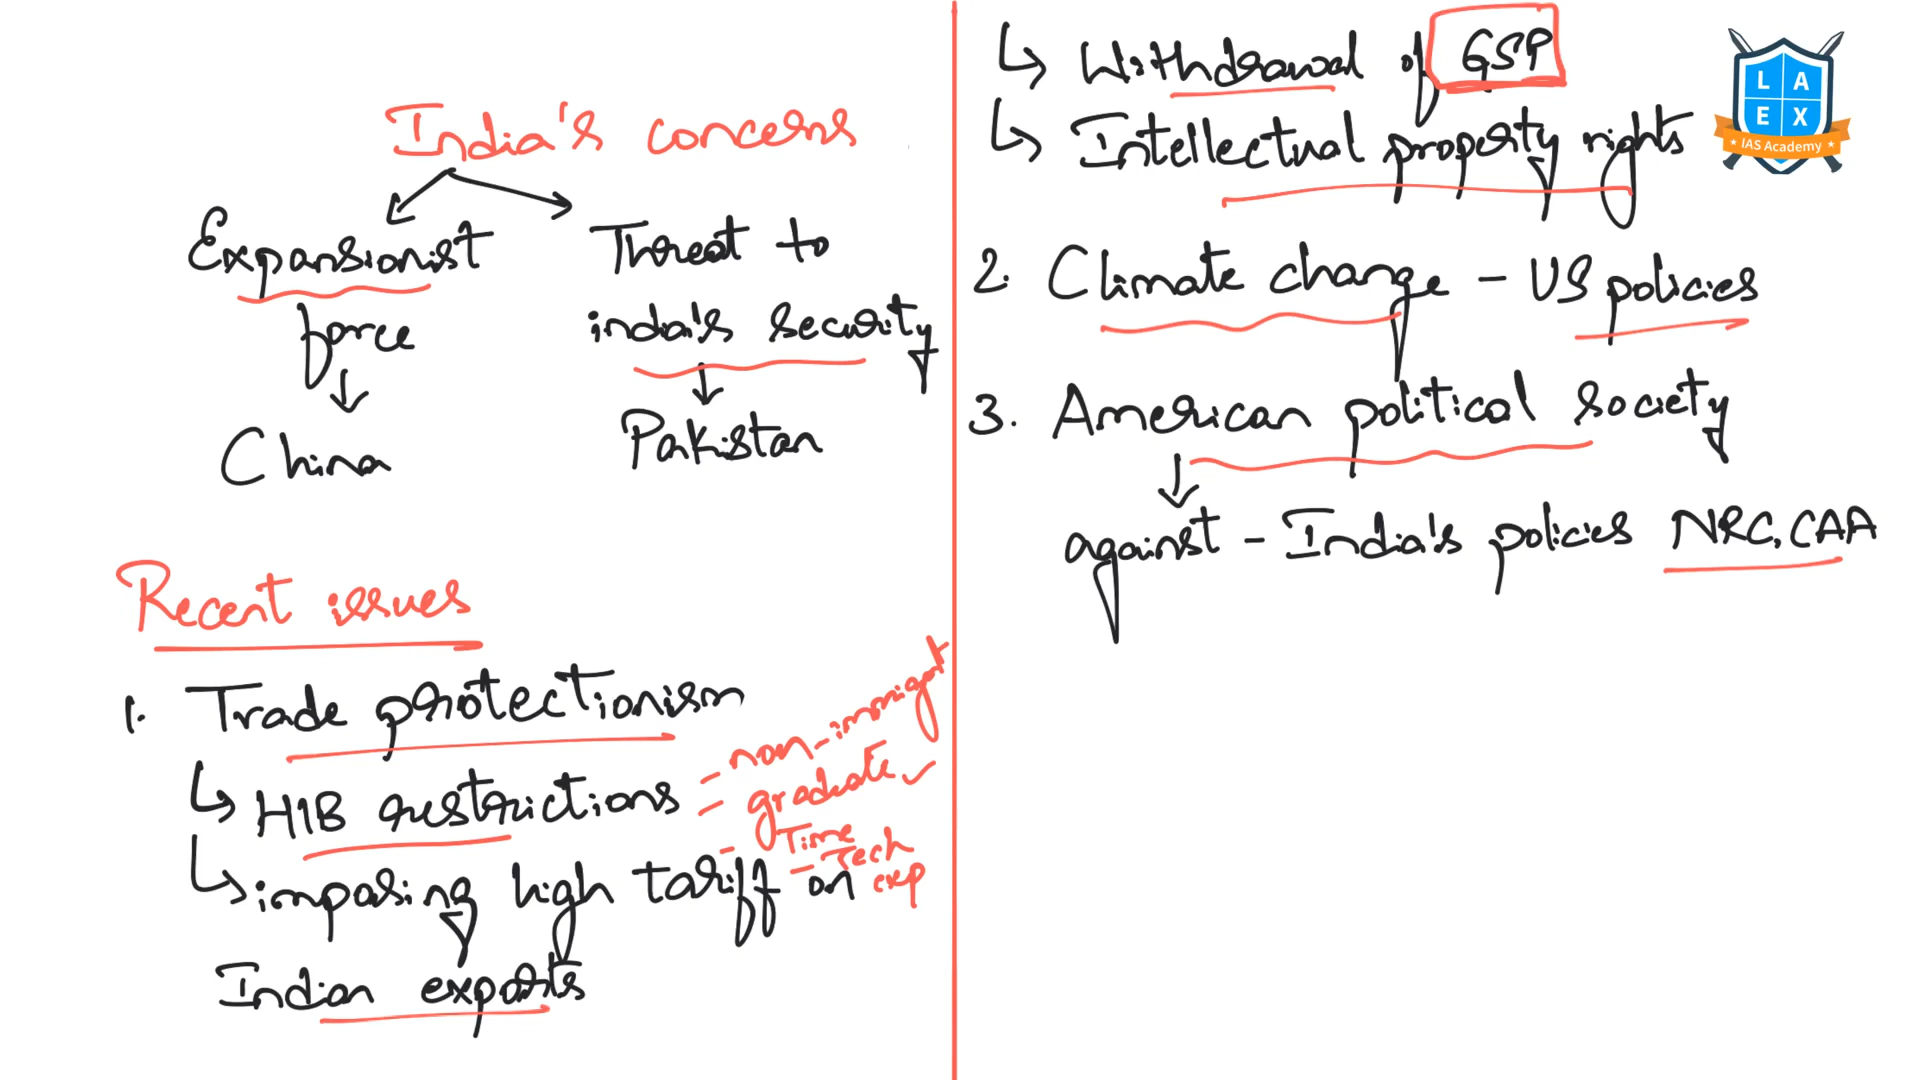 India's concerns
Expansionist
force
China
Threat to
india's security
Pakistan
Recent issues
1. Trade protectionism
↳ H1B restrictions
- non-immigrant
- graduate ✓
- Time
- Tech
exp
↳ imposing high tariff on
Indian exports
↳ Withdrawal of GSP
↳ Intellectual property rights
2. Climate change - US policies
3. American political society
against - India's policies NRC, CAA
L A
E X
IAS Academy